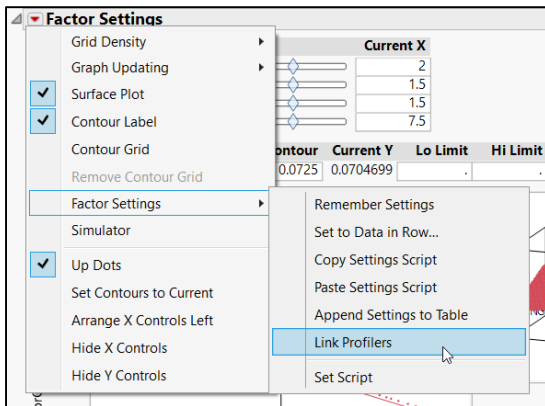 Factor Settings
Grid Density
Graph Updating
Surface Plot
Contour Label
Contour Grid
Remove Contour Grid
Factor Settings
Simulator
Up Dots
Set Contours to Current
Arrange X Controls Left
Hide X Controls
Hide Y Controls
Current X
2
1.5
1.5
7.5
ontour Current Y Lo Limit Hi Limit
0.0725 0.0704699 . .
Remember Settings
Set to Data in Row...
Copy Settings Script
Paste Settings Script
Append Settings to Table
Link Profilers
Set Script